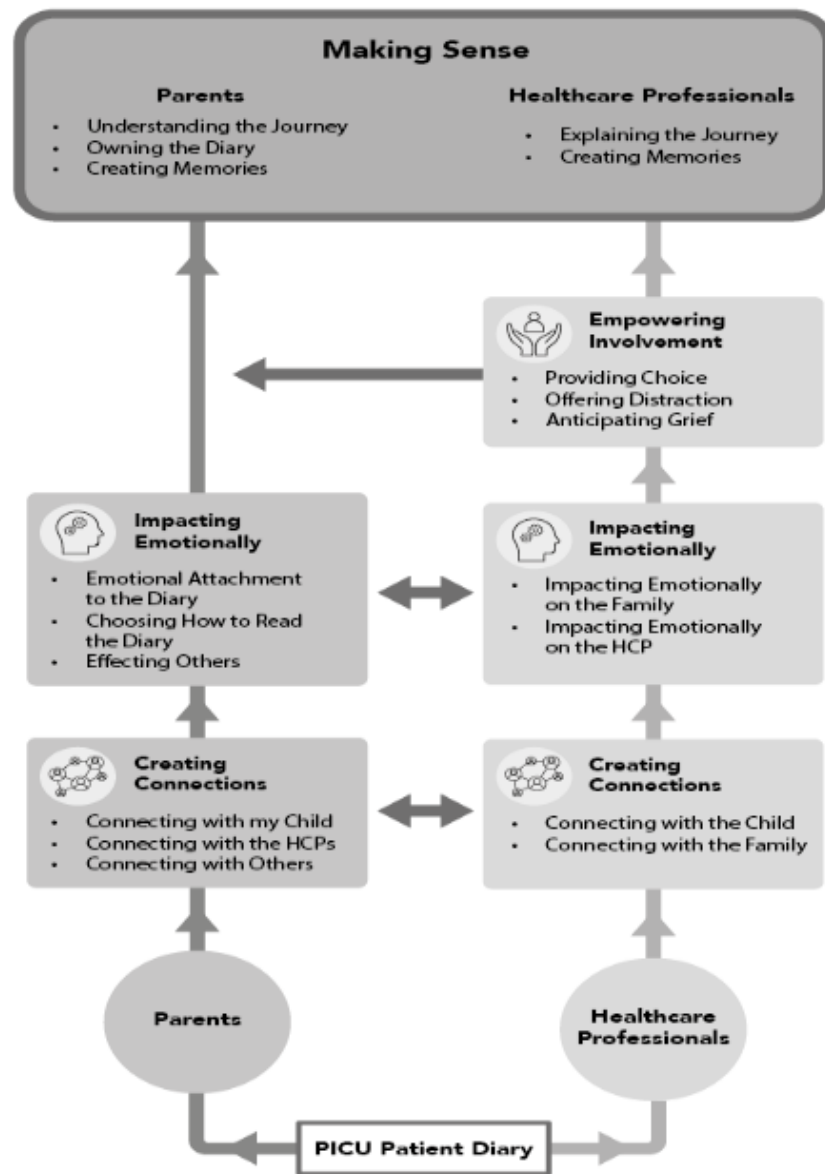 Making Sense
Parents
• Understanding the Journey
• Owning the Diary
• Creating Memories
Healthcare Professionals
• Explaining the Journey
• Creating Memories
Empowering
Involvement
• Providing Choice
• Offering Distraction
• Anticipating Grief
Impacting
Emotionally
• Emotional Attachment
to the Diary
• Choosing How to Read
the Diary
• Effecting Others
Impacting
Emotionally
• Impacting Emotionally
on the Family
• Impacting Emotionally
on the HCP
Creating
Connections
• Connecting with my Child
• Connecting with the HCPs
• Connecting with Others
Creating
Connections
• Connecting with the Child
• Connecting with the Family
Parents
Healthcare
Professionals
PICU Patient Diary